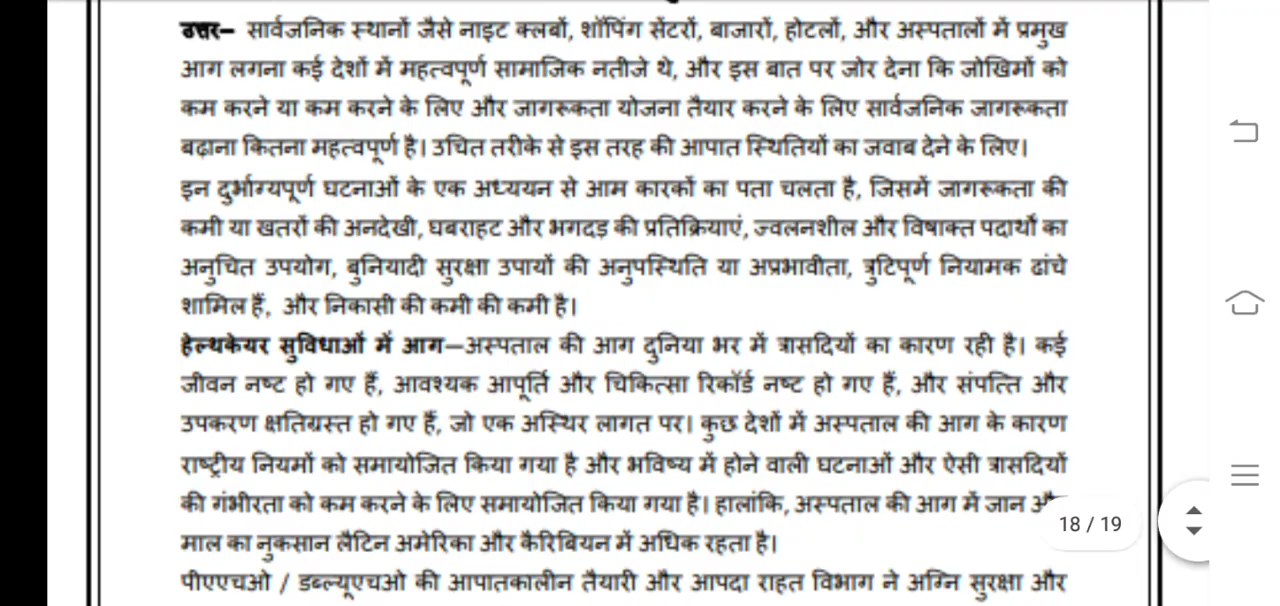 उत्तर– सार्वजनिक स्थानों जैसे नाइट क्लबों, शॉपिंग सेंटरों, बाजारों, होटलों, और अस्पतालों में प्रमुख
आग लगना कई देशों में महत्वपूर्ण सामाजिक नतीजे थे, और इस बात पर जोर देना कि जोखिमों को
कम करने या कम करने के लिए और जागरूकता योजना तैयार करने के लिए सार्वजनिक जागरूकता
बढ़ाना कितना महत्वपूर्ण है। उचित तरीके से इस तरह की आपात स्थितियों का जवाब देने के लिए।
इन दुर्भाग्यपूर्ण घटनाओं के एक अध्ययन से आम कारकों का पता चलता है, जिसमें जागरूकता की
कमी या खतरों की अनदेखी, घबराहट और भगदड़ की प्रतिक्रियाएं, ज्वलनशील और विषाक्त पदार्थों का
अनुचित उपयोग, बुनियादी सुरक्षा उपायों की अनुपस्थिति या अप्रभावीता, त्रुटिपूर्ण नियामक ढांचे
शामिल हैं, और निकासी की कमी की कमी है।
हेल्थकेयर सुविधाओं में आग–अस्पताल की आग दुनिया भर में त्रासदियों का कारण रही है। कई
जीवन नष्ट हो गए हैं, आवश्यक आपूर्ति और चिकित्सा रिकॉर्ड नष्ट हो गए हैं, और संपत्ति और
उपकरण क्षतिग्रस्त हो गए हैं, जो एक अस्थिर लागत पर। कुछ देशों में अस्पताल की आग के कारण
राष्ट्रीय नियमों को समायोजित किया गया है और भविष्य में होने वाली घटनाओं और ऐसी त्रासदियों
की गंभीरता को कम करने के लिए समायोजित किया गया है। हालांकि, अस्पताल की आग में जान
माल का नुकसान लैटिन अमेरिका और कैरिबियन में अधिक रहता है।
पीएएचओ / डब्ल्यूएचओ की आपातकालीन तैयारी और आपदा राहत विभाग ने अग्नि सुरक्षा और
18 / 19